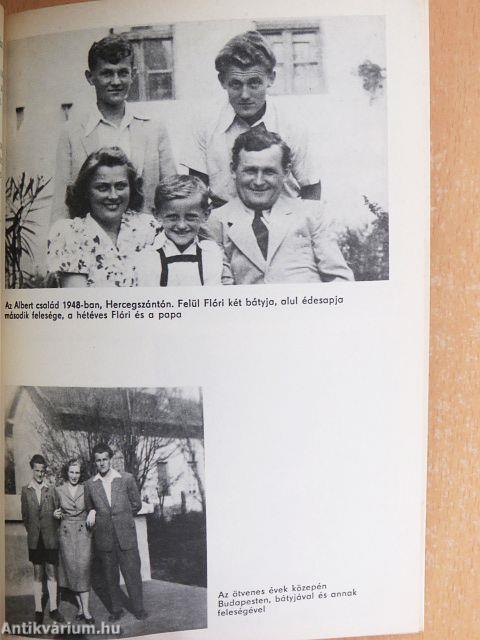 Az Albert család 1948-ban, Hercegszántón. Felül Flóri két bátyja, alul édesapja
második felesége, a hétéves Flóri és a papa
Az ötvenes évek közepén
Budapesten, bátyjával és annak
feleségével
Antikvárium.hu